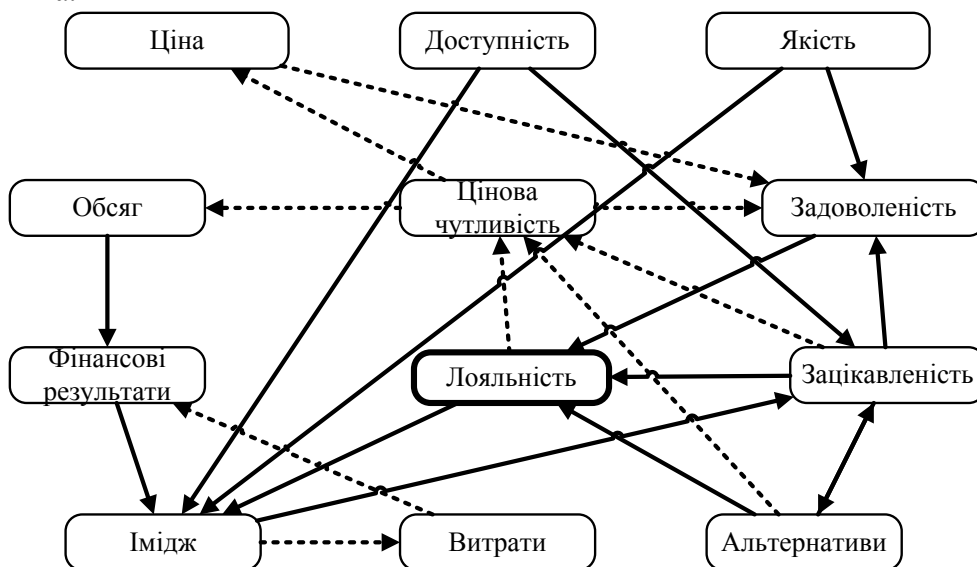 Ціна
Доступність
Якість
Обсяг
Цінова
чутливість
Задоволеність
Фінансові
результати
Лояльність
Зацікавленість
Імідж
Витрати
Альтернативи